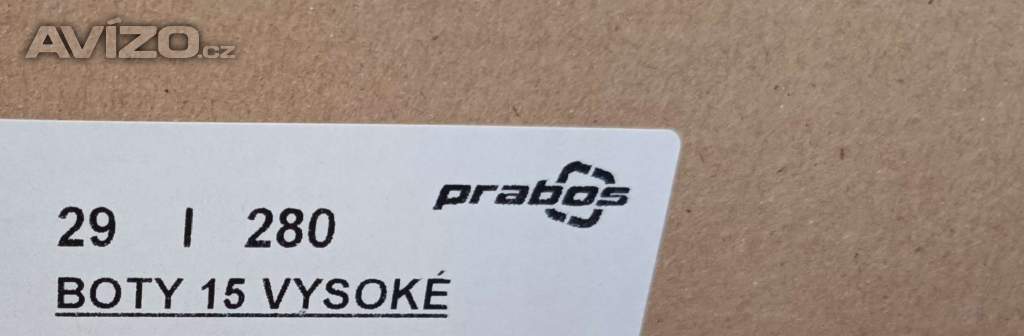 AVÍZO.cz
prabos
29 I 280
BOTY 15 VYSOKÉ